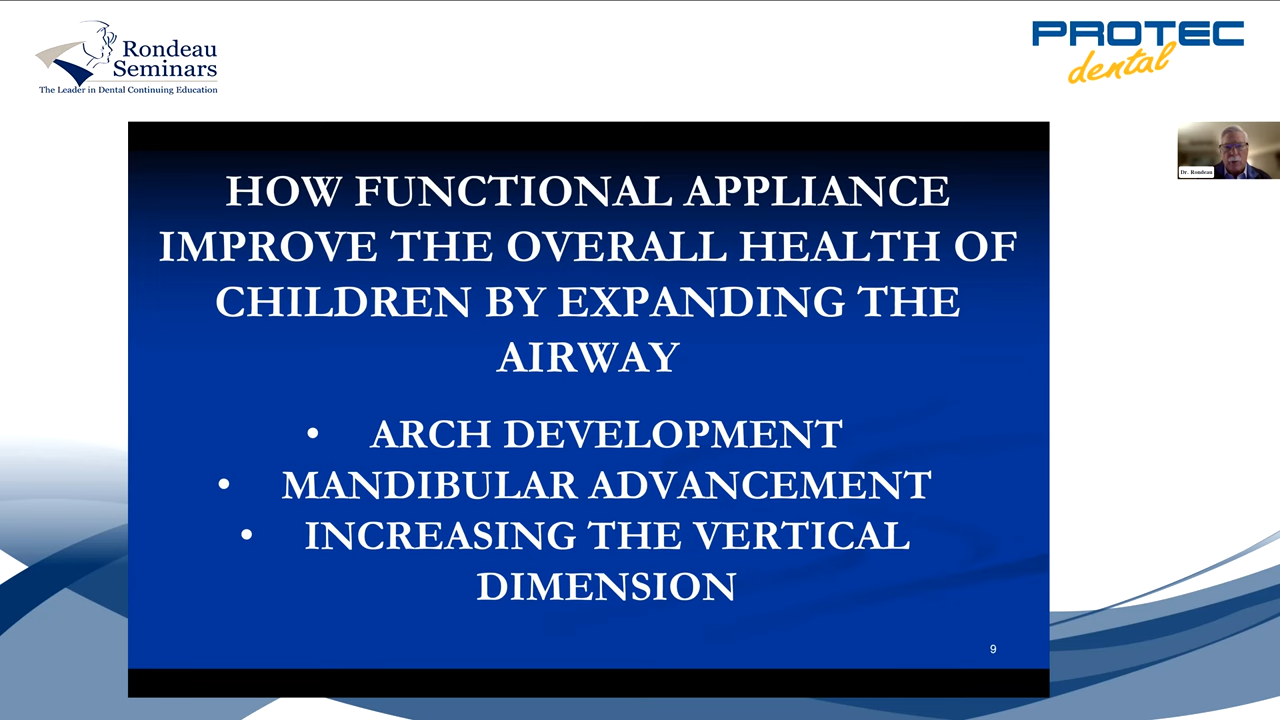 Rondeau
Seminars
The Leader in Dental Continuing Education
PROTEC
dental
Dr. Rondeau
HOW FUNCTIONAL APPLIANCE
IMPROVE THE OVERALL HEALTH OF
CHILDREN BY EXPANDING THE
AIRWAY
• ARCH DEVELOPMENT
• MANDIBULAR ADVANCEMENT
• INCREASING THE VERTICAL
DIMENSION
9